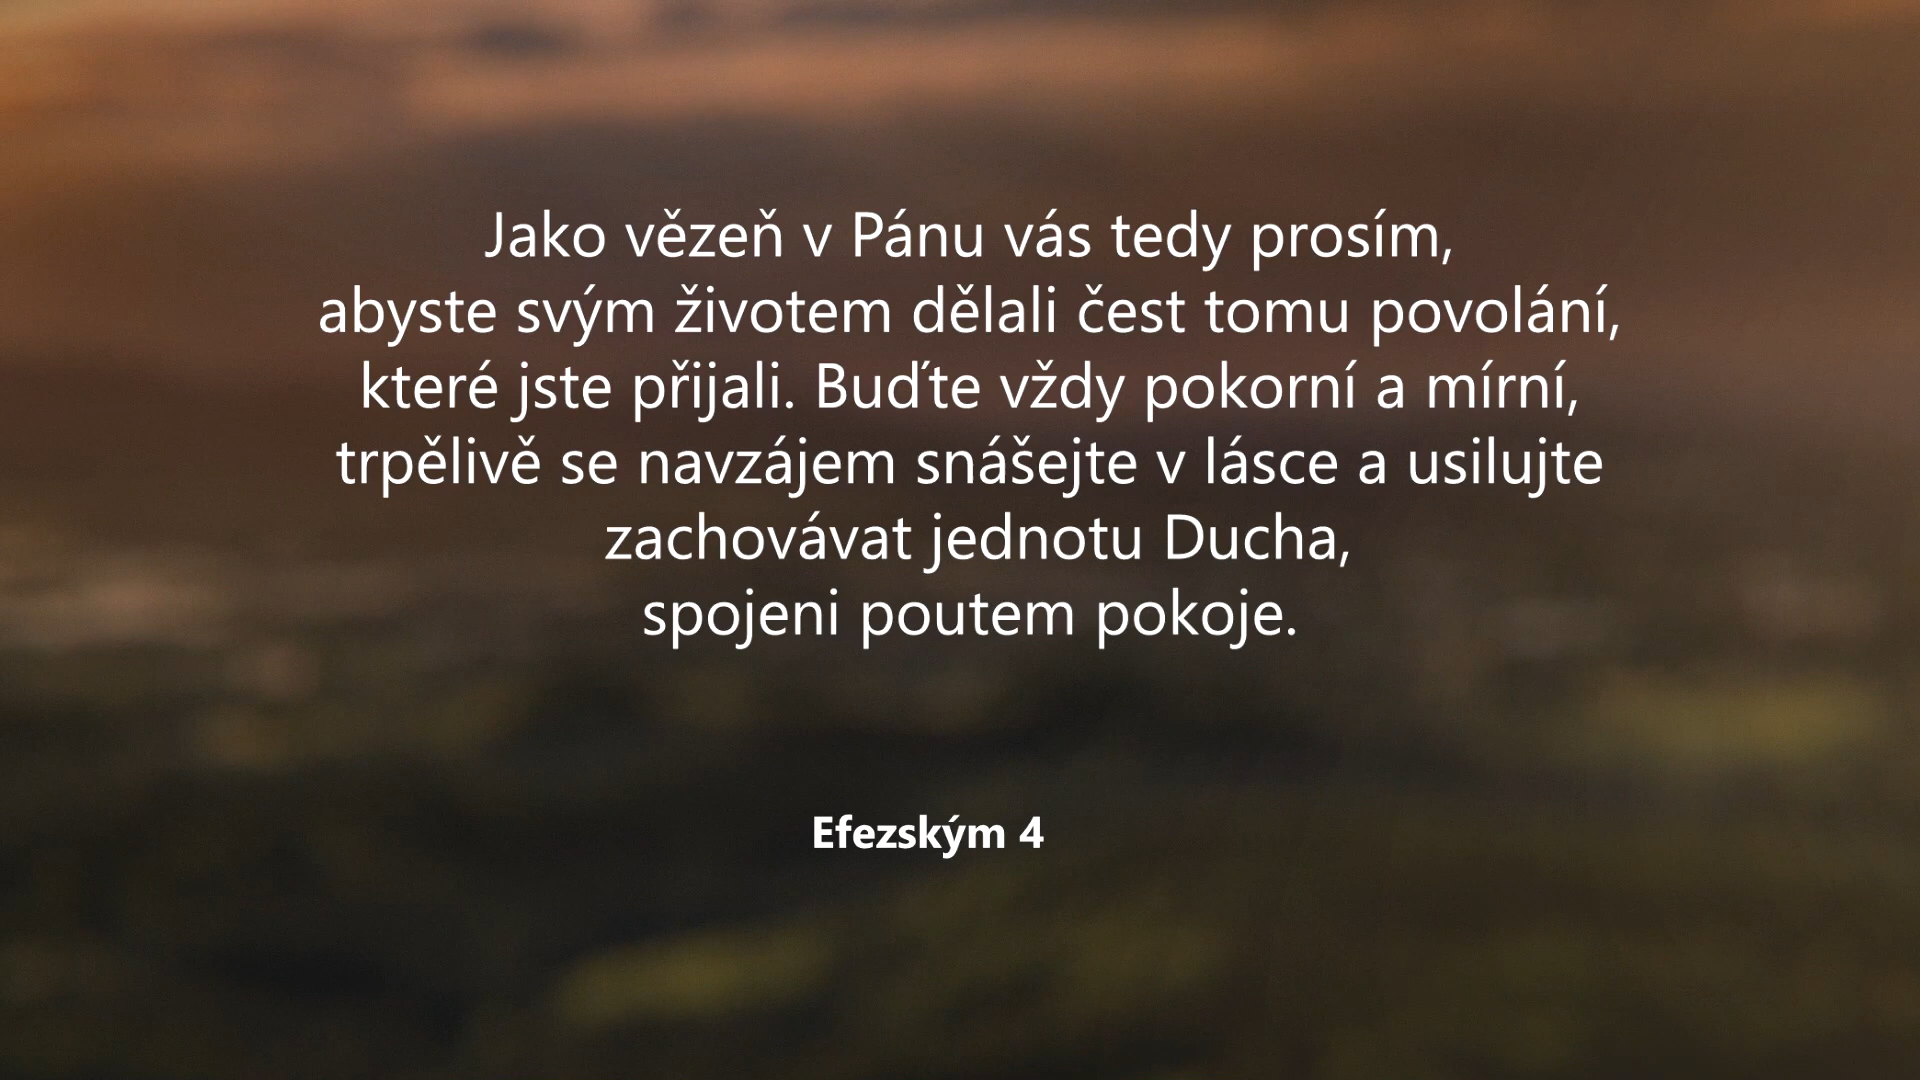 Jako vězeň v Pánu vás tedy prosím,
abyste svým životem dělali čest tomu povolání,
které jste přijali. Buďte vždy pokorní a mírní,
trpělivě se navzájem snášejte v lásce a usilujte
zachovávat jednotu Ducha,
spojeni poutem pokoje.
Efezským 4